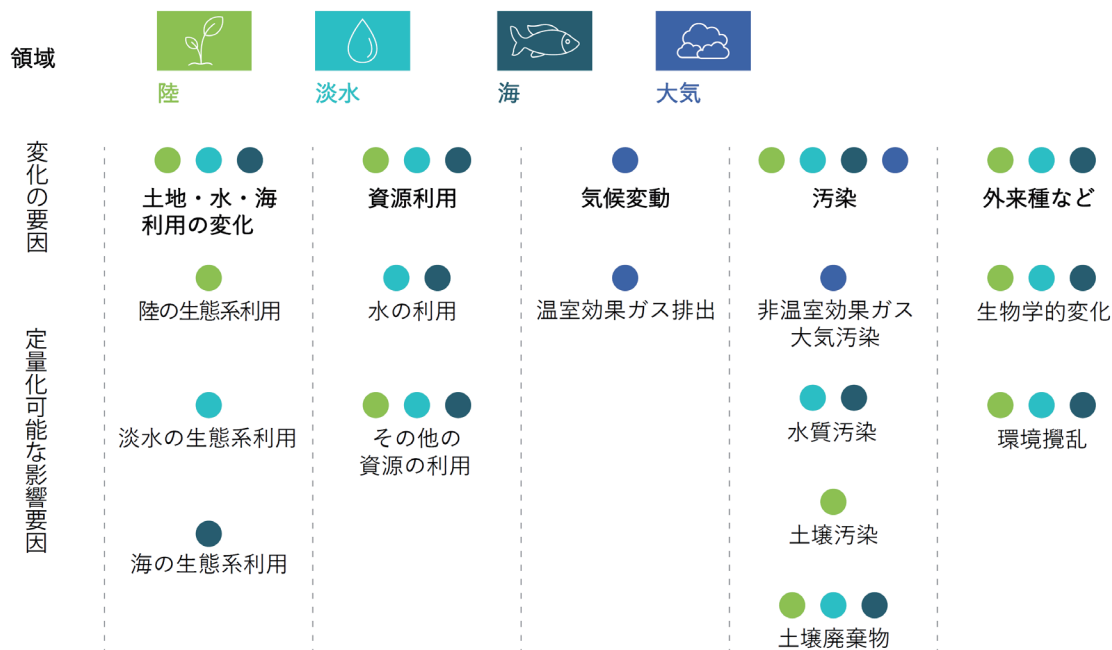 領域
陸
淡水
海
大気
変化の要因
土地・水・海
利用の変化
資源利用
気候変動
汚染
外来種など
定量化可能な影響要因
陸の生態系利用
水の利用
温室効果ガス排出
非温室効果ガス
大気汚染
生物学的変化
淡水の生態系利用
その他の
資源の利用
水質汚染
環境攪乱
海の生態系利用
土壌汚染
土壌廃棄物